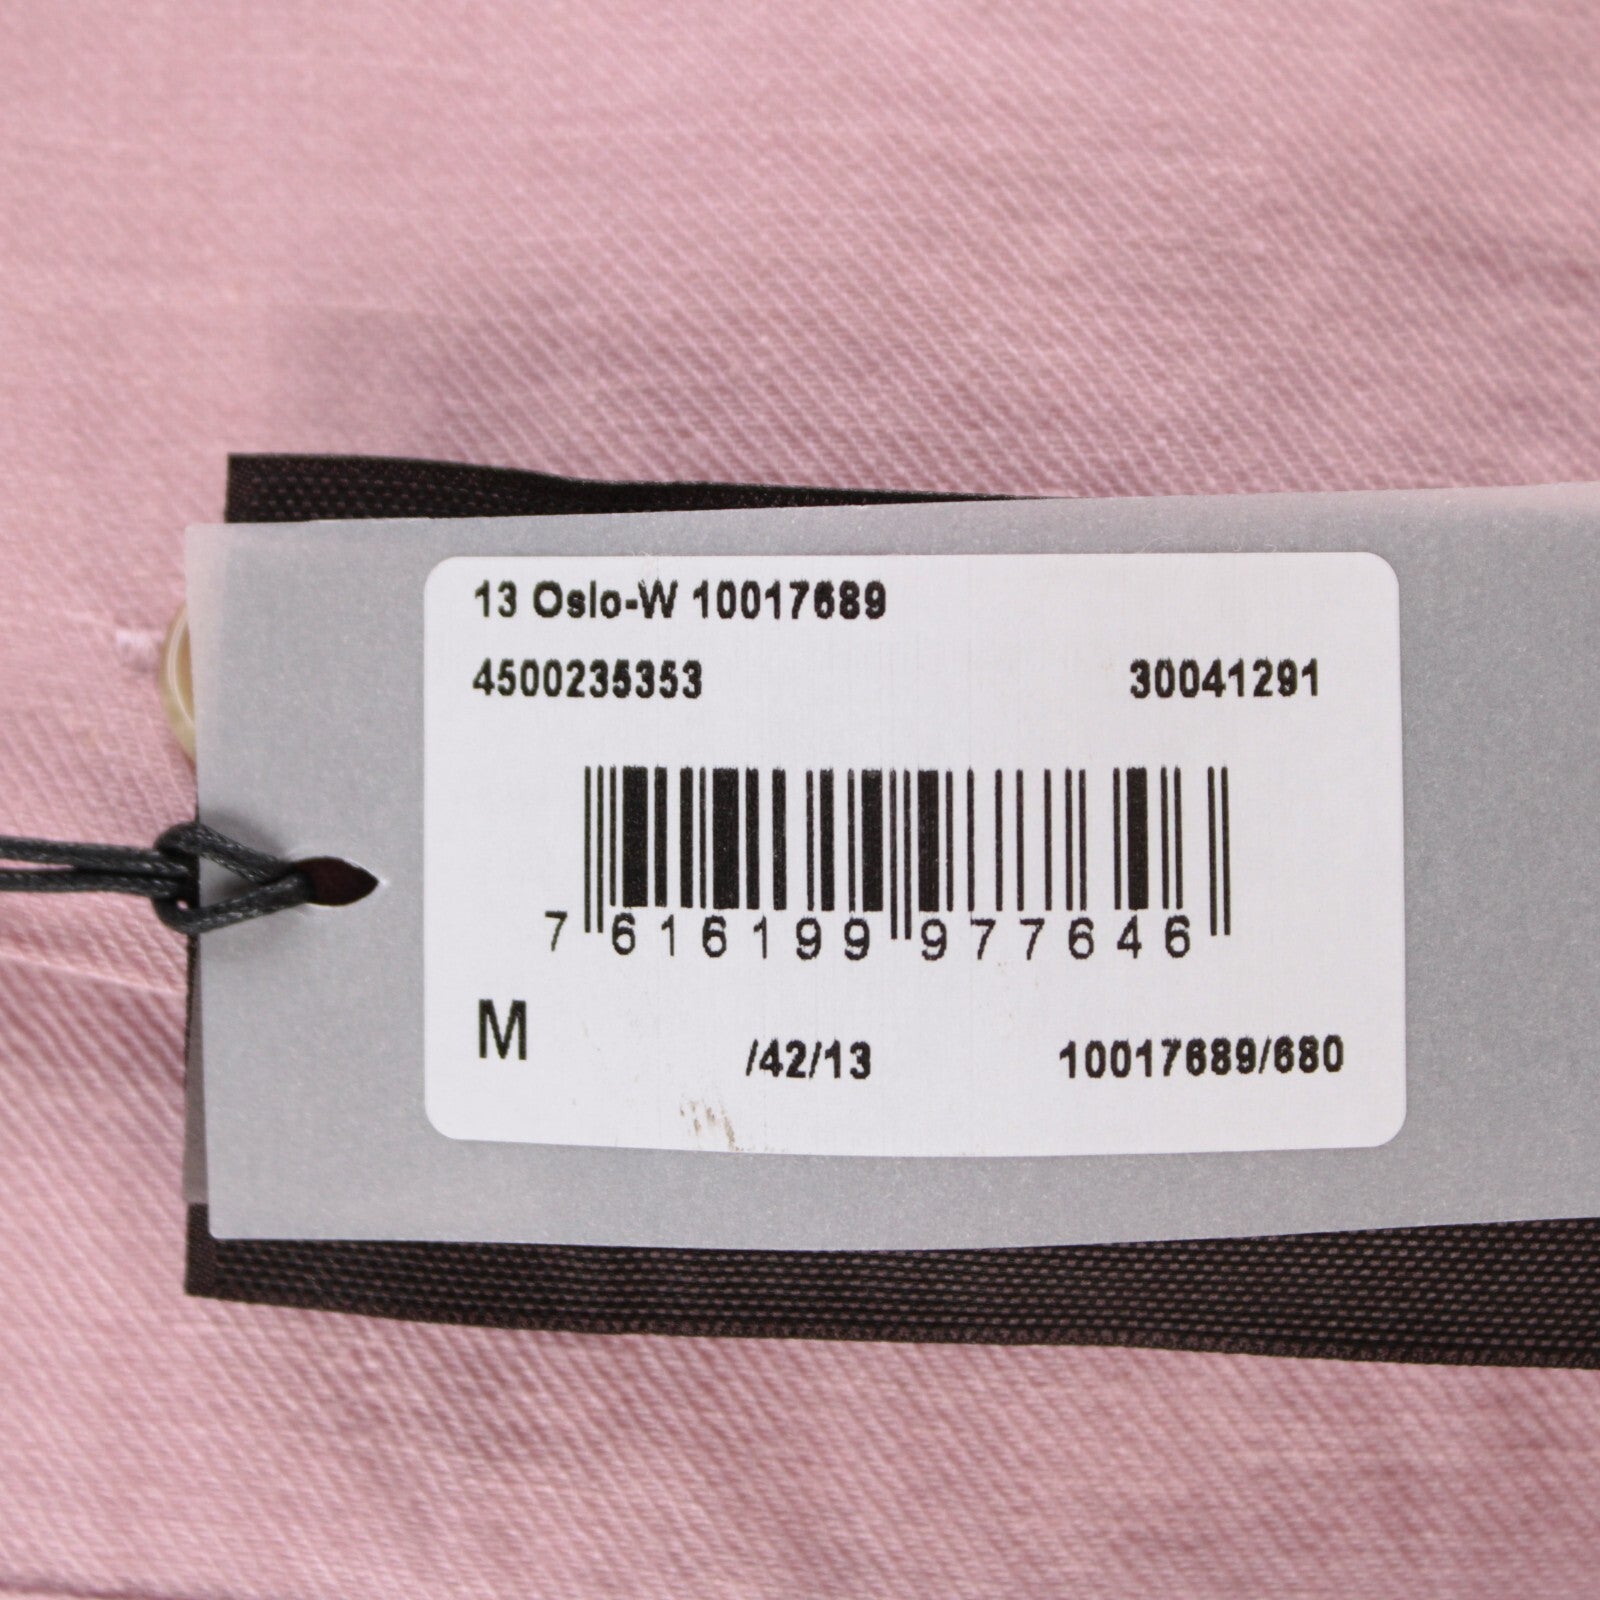 13 Oslo-W 10017689
4500235353 30041291
7 616199 977646
M /42/13 10017689/680